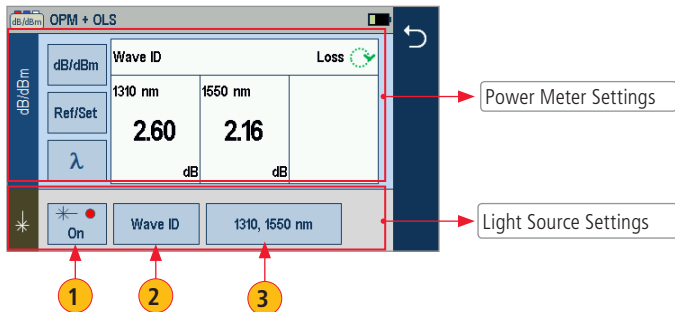 dB/dBm OPM + OLS
dB/dBm
dB/dBm
Ref/Set
λ
Wave ID Loss
1310 nm 1550 nm
2.60 2.16
dB dB
Power Meter Settings
On
Wave ID
1310, 1550 nm
Light Source Settings
1 2 3